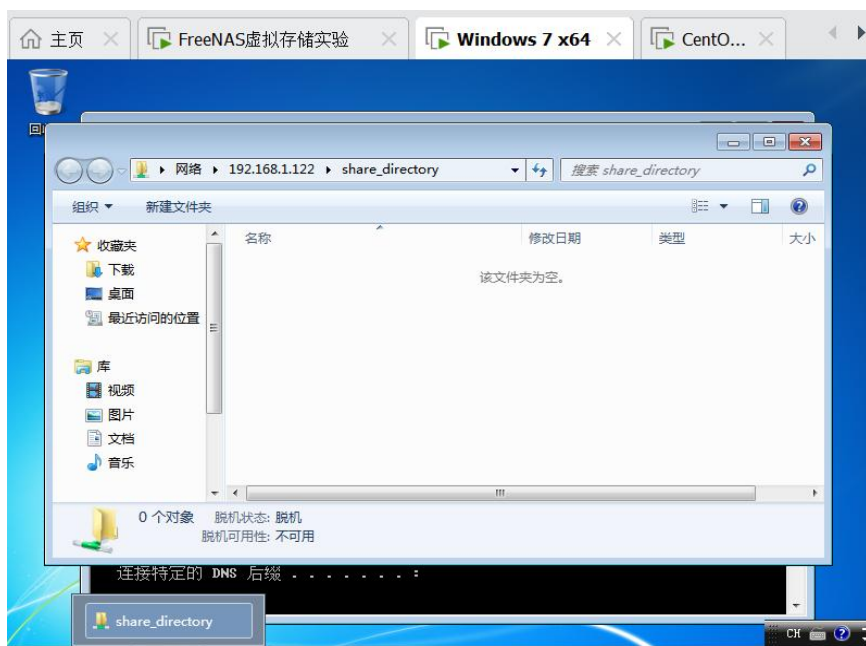 主页
FreeNAS虚拟存储实验
Windows 7 x64
CentO...
网络 192.168.1.122 share_directory
搜索 share_directory
组织 新建文件夹
收藏夹
下载
桌面
最近访问的位置
库
视频
图片
文档
音乐
名称 修改日期 类型 大小
该文件夹为空。
0 个对象 脱机状态: 脱机
脱机可用性: 不可用
连接特定的 DNS 后缀 . . . . . . . :
share_directory
CH